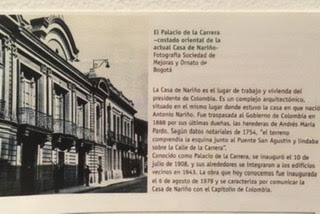 El Palacio de la Carrera
-costado oriental de la
actual Casa de Nariño-
Fotografía Sociedad de
Mejoras y Ornato de
Bogotá
La Casa de Nariño es el lugar de trabajo y vivienda del
presidente de Colombia. Es un complejo arquitectónico,
situado en el mismo lugar donde estuvo la casa en que nació
Antonio Nariño. Fue traspasada al Gobierno de Colombia en
1888 por sus últimas dueñas, las herederas de Andrés María
Pardo. Según datos notariales de 1754, "el terreno
comprendía la esquina junto al Puente San Agustín y lindaba
sobre la Calle de la Carrera".
Conocido como Palacio de la Carrera, se inauguró el 10 de
julio de 1908, y sus alrededores se integraron a los edificios
vecinos en 1943. La obra que hoy conocemos fue inaugurada
el 6 de agosto de 1979 y se caracteriza por comunicar la
Casa de Nariño con el Capitolio de Colombia.